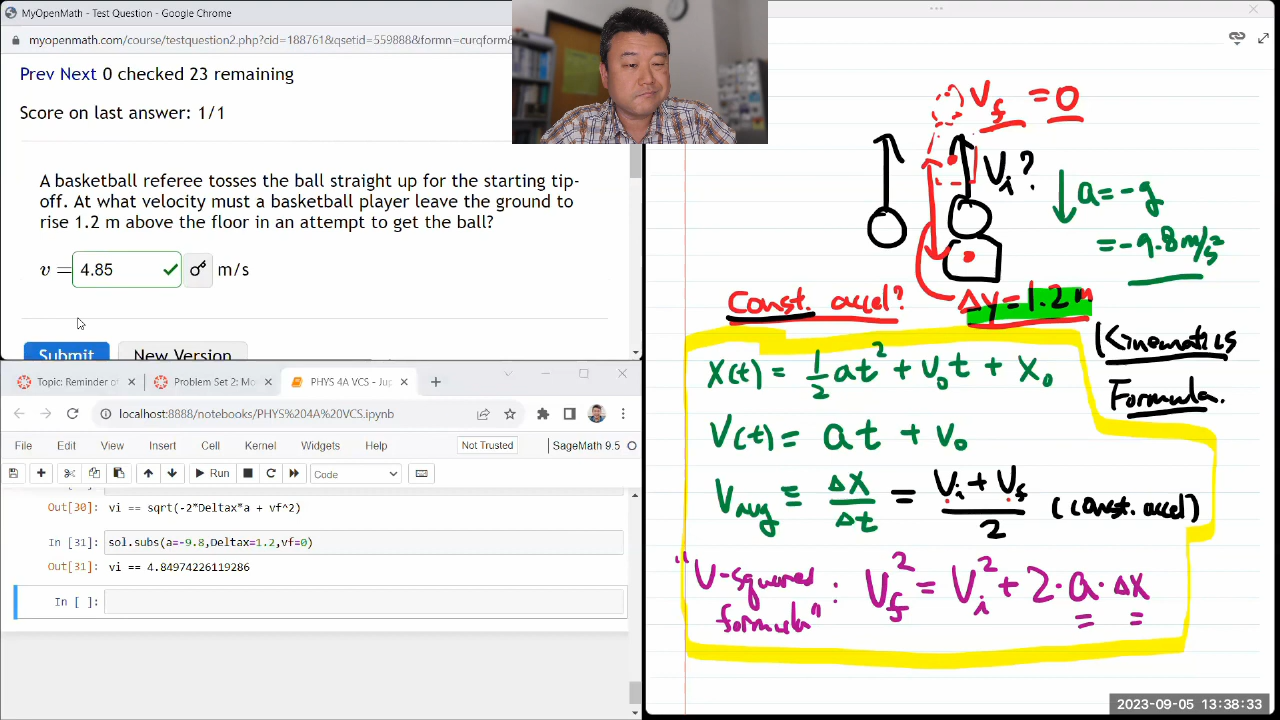 MyOpenMath - Test Question - Google Chrome
myopenmath.com/course/testquestion2.php?cid=188761&qsetid=559888&formn=curqform&
Prev Next 0 checked 23 remaining
Score on last answer: 1/1
A basketball referee tosses the ball straight up for the starting tip-
off. At what velocity must a basketball player leave the ground to
rise 1.2 m above the floor in an attempt to get the ball?
v = 4.85 m/s
Submit New Version
PHYS 4A VCS - Jup
localhost:8888/notebooks/PHYS%204A%20VCS.ipynb
File Edit View Insert Cell Kernel Widgets Help Not Trusted SageMath 9.5
Run Code
Out[30]: vi == sqrt(-2*Deltax*a + vf^2)
In [31]: sol.subs(a=-9.8,Deltax=1.2,vf=0)
Out[31]: vi == 4.84974226119286
In [ ]:
Vf = 0
Vi?
a = -g
= -9.8 m/s²
Const. accel? Δy = 1.2 m
Kinematics
Formula.
x(t) = 1/2 at² + v₀t + x₀
V(t) = at + v₀
Vavg ≡ Δx/Δt = (Vi + Vf)/2 (const. accel)
"V-squared formula" : Vf² = Vi² + 2·a·Δx
2023-09-05 13:38:33